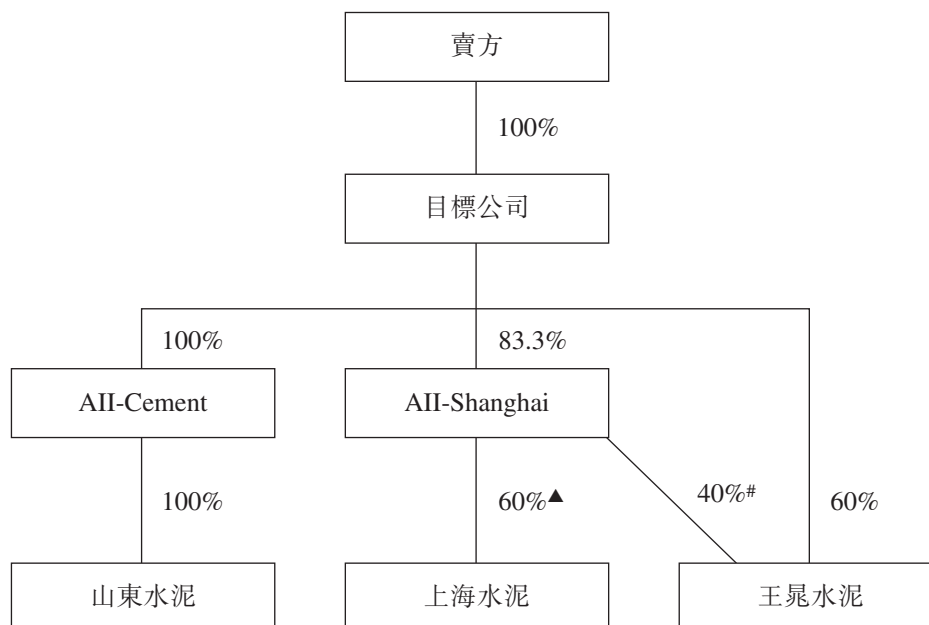 賣方
100%
目標公司
100%
83.3%
AII-Cement
AII-Shanghai
100%
60%▲
40%#
60%
山東水泥
上海水泥
王晁水泥